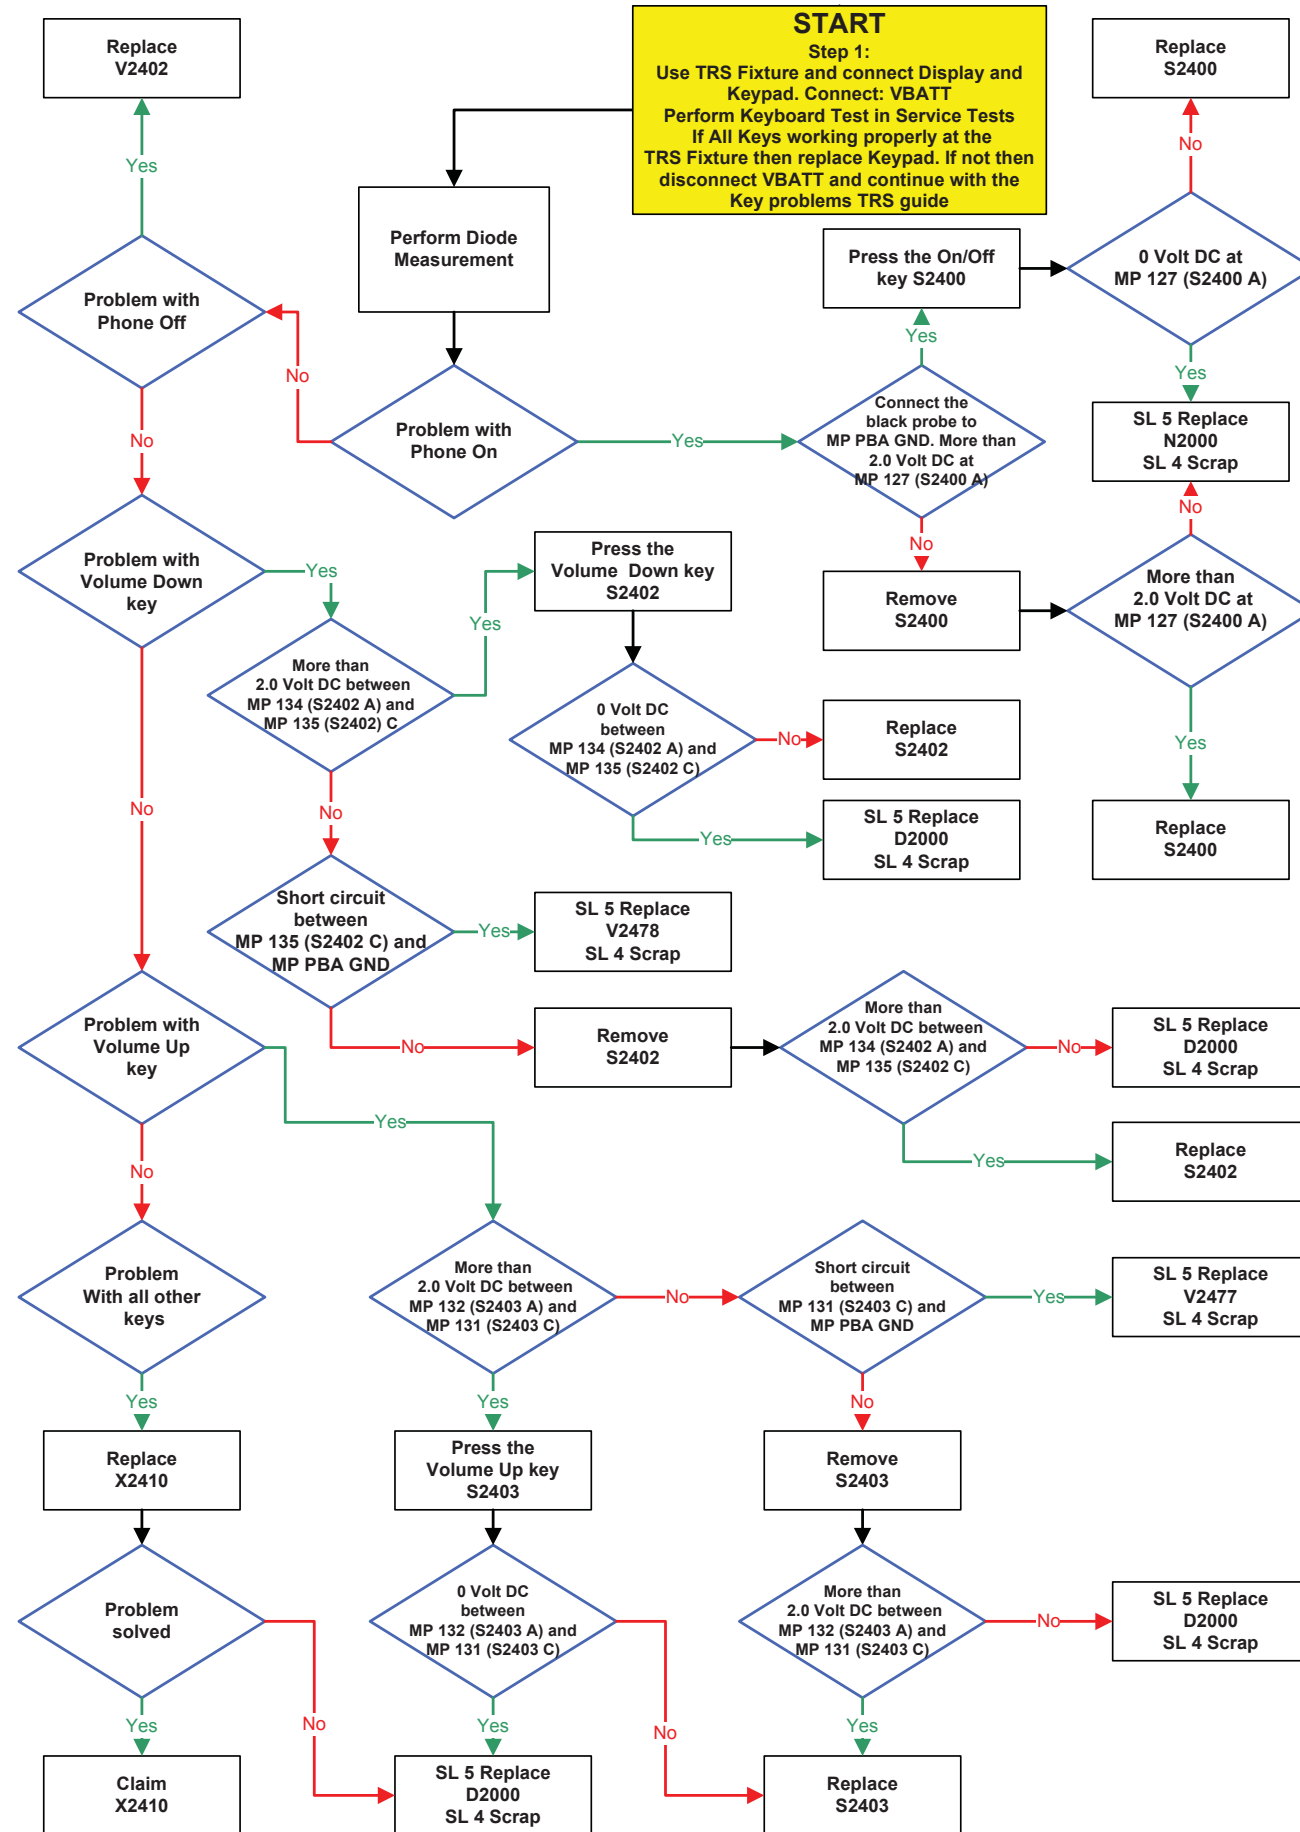 START
Step 1:
Use TRS Fixture and connect Display and
Keypad. Connect: VBATT
Perform Keyboard Test in Service Tests
If All Keys working properly at the
TRS Fixture then replace Keypad. If not then
disconnect VBATT and continue with the
Key problems TRS guide
Replace
V2402
Replace
S2400
Yes
No
Perform Diode
Measurement
Press the On/Off
key S2400
0 Volt DC at
MP 127 (S2400 A)
Problem with
Phone Off
Yes
Yes
No
Connect the
black probe to
MP PBA GND. More than
2.0 Volt DC at
MP 127 (S2400 A)
Problem with
Phone On
Yes
SL 5 Replace
N2000
SL 4 Scrap
No
No
No
Problem with
Volume Down
key
Yes
Press the
Volume Down key
S2402
Yes
Remove
S2400
More than
2.0 Volt DC at
MP 127 (S2400 A)
More than
2.0 Volt DC between
MP 134 (S2402 A) and
MP 135 (S2402) C
0 Volt DC
between
MP 134 (S2402 A) and
MP 135 (S2402 C)
No
Replace
S2402
Yes
No
No
Yes
SL 5 Replace
D2000
SL 4 Scrap
Replace
S2400
Short circuit
between
MP 135 (S2402 C) and
MP PBA GND
Yes
SL 5 Replace
V2478
SL 4 Scrap
Problem with
Volume Up
key
No
Remove
S2402
More than
2.0 Volt DC between
MP 134 (S2402 A) and
MP 135 (S2402 C)
No
SL 5 Replace
D2000
SL 4 Scrap
Yes
Yes
Replace
S2402
No
Problem
With all other
keys
More than
2.0 Volt DC between
MP 132 (S2403 A) and
MP 131 (S2403 C)
No
Short circuit
between
MP 131 (S2403 C) and
MP PBA GND
Yes
SL 5 Replace
V2477
SL 4 Scrap
Yes
Yes
No
Replace
X2410
Press the
Volume Up key
S2403
Remove
S2403
Problem
solved
0 Volt DC
between
MP 132 (S2403 A) and
MP 131 (S2403 C)
More than
2.0 Volt DC between
MP 132 (S2403 A) and
MP 131 (S2403 C)
No
SL 5 Replace
D2000
SL 4 Scrap
Yes
No
Yes
No
Yes
Claim
X2410
SL 5 Replace
D2000
SL 4 Scrap
Replace
S2403